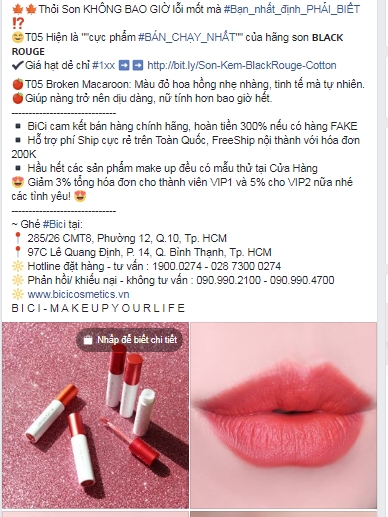 🍁🍁 Thỏi Son KHÔNG BAO GIỜ lỗi mốt mà #Bạn_nhất_định_PHẢI_BIẾT
⁉️
😊T05 Hiện là ""cực phẩm #BÁN_CHẠY_NHẤT"" của hãng son BLACK
ROUGE
✔Giá hạt dẻ chỉ #1xx ➡️➡️ http://bit.ly/Son-Kem-BlackRouge-Cotton
🍅T05 Broken Macaroon: Màu đỏ hoa hồng nhẹ nhàng, tinh tế mà tự nhiên.
🍅Giúp nàng trở nên dịu dàng, nữ tính hơn bao giờ hết.
------------------------------
▪️ BiCi cam kết bán hàng chính hãng, hoàn tiền 300% nếu có hàng FAKE
▪️ Hỗ trợ phí Ship cực rẻ trên Toàn Quốc, FreeShip nội thành với hóa đơn
200K
▪️ Hầu hết các sản phẩm make up đều có mẫu thử tại Cửa Hàng
😍 Giảm 3% tổng hóa đơn cho thành viên VIP1 và 5% cho VIP2 nữa nhé
các tình yêu! 😍
------------------------------
~ Ghé #Bici tại:
📍 285/26 CMT8, Phường 12, Q.10, Tp. HCM
📍 97C Lê Quang Định, P. 14, Q. Bình Thạnh, Tp. HCM
🔆 Hotline đặt hàng - tư vấn : 1900.0274 - 028 7300 0274
🔆 Phản hồi/ khiếu nại - không tư vấn : 090.990.2100 - 090.990.4700
🔆 www.bicicosmetics.vn
B I C I - M A K E U P Y O U R L I F E
Nhấp để biết chi tiết